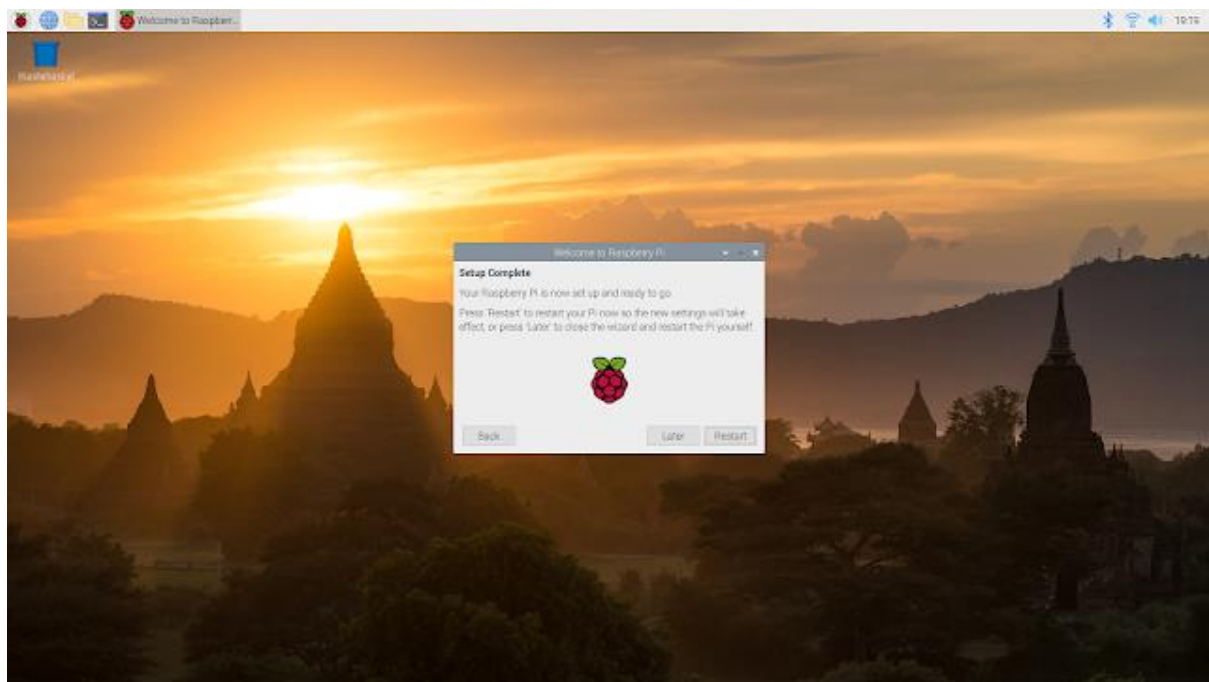 Welcome to Raspberr...
19:19
Wastebasket
Welcome to Raspberry Pi
Setup Complete
Your Raspberry Pi is now set up and ready to go.
Press 'Restart' to restart your Pi now so the new settings will take
effect, or press 'Later' to close the wizard and restart the Pi yourself.
Back
Later
Restart